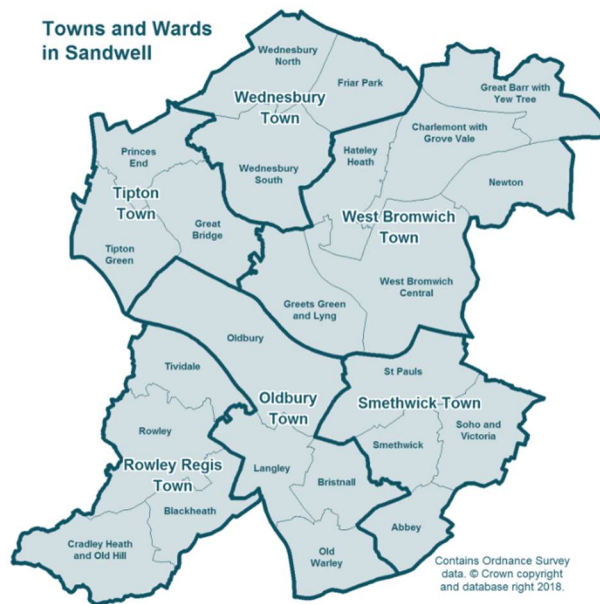 Towns and Wards
in Sandwell
Wednesbury
North
Friar Park
Wednesbury
Town
Wednesbury
South
Great Barr with
Yew Tree
Charlemont with
Grove Vale
Hateley
Heath
Newton
West Bromwich
Town
West Bromwich
Central
Greets Green
and Lyng
Princes
End
Tipton
Town
Great
Bridge
Tipton
Green
Oldbury
Oldbury
Town
Langley
Bristnall
Old
Warley
Tividale
Rowley
Rowley Regis
Town
Blackheath
Cradley Heath
and Old Hill
St Pauls
Smethwick Town
Smethwick
Soho and
Victoria
Abbey
Contains Ordnance Survey
data. © Crown copyright
and database right 2018.